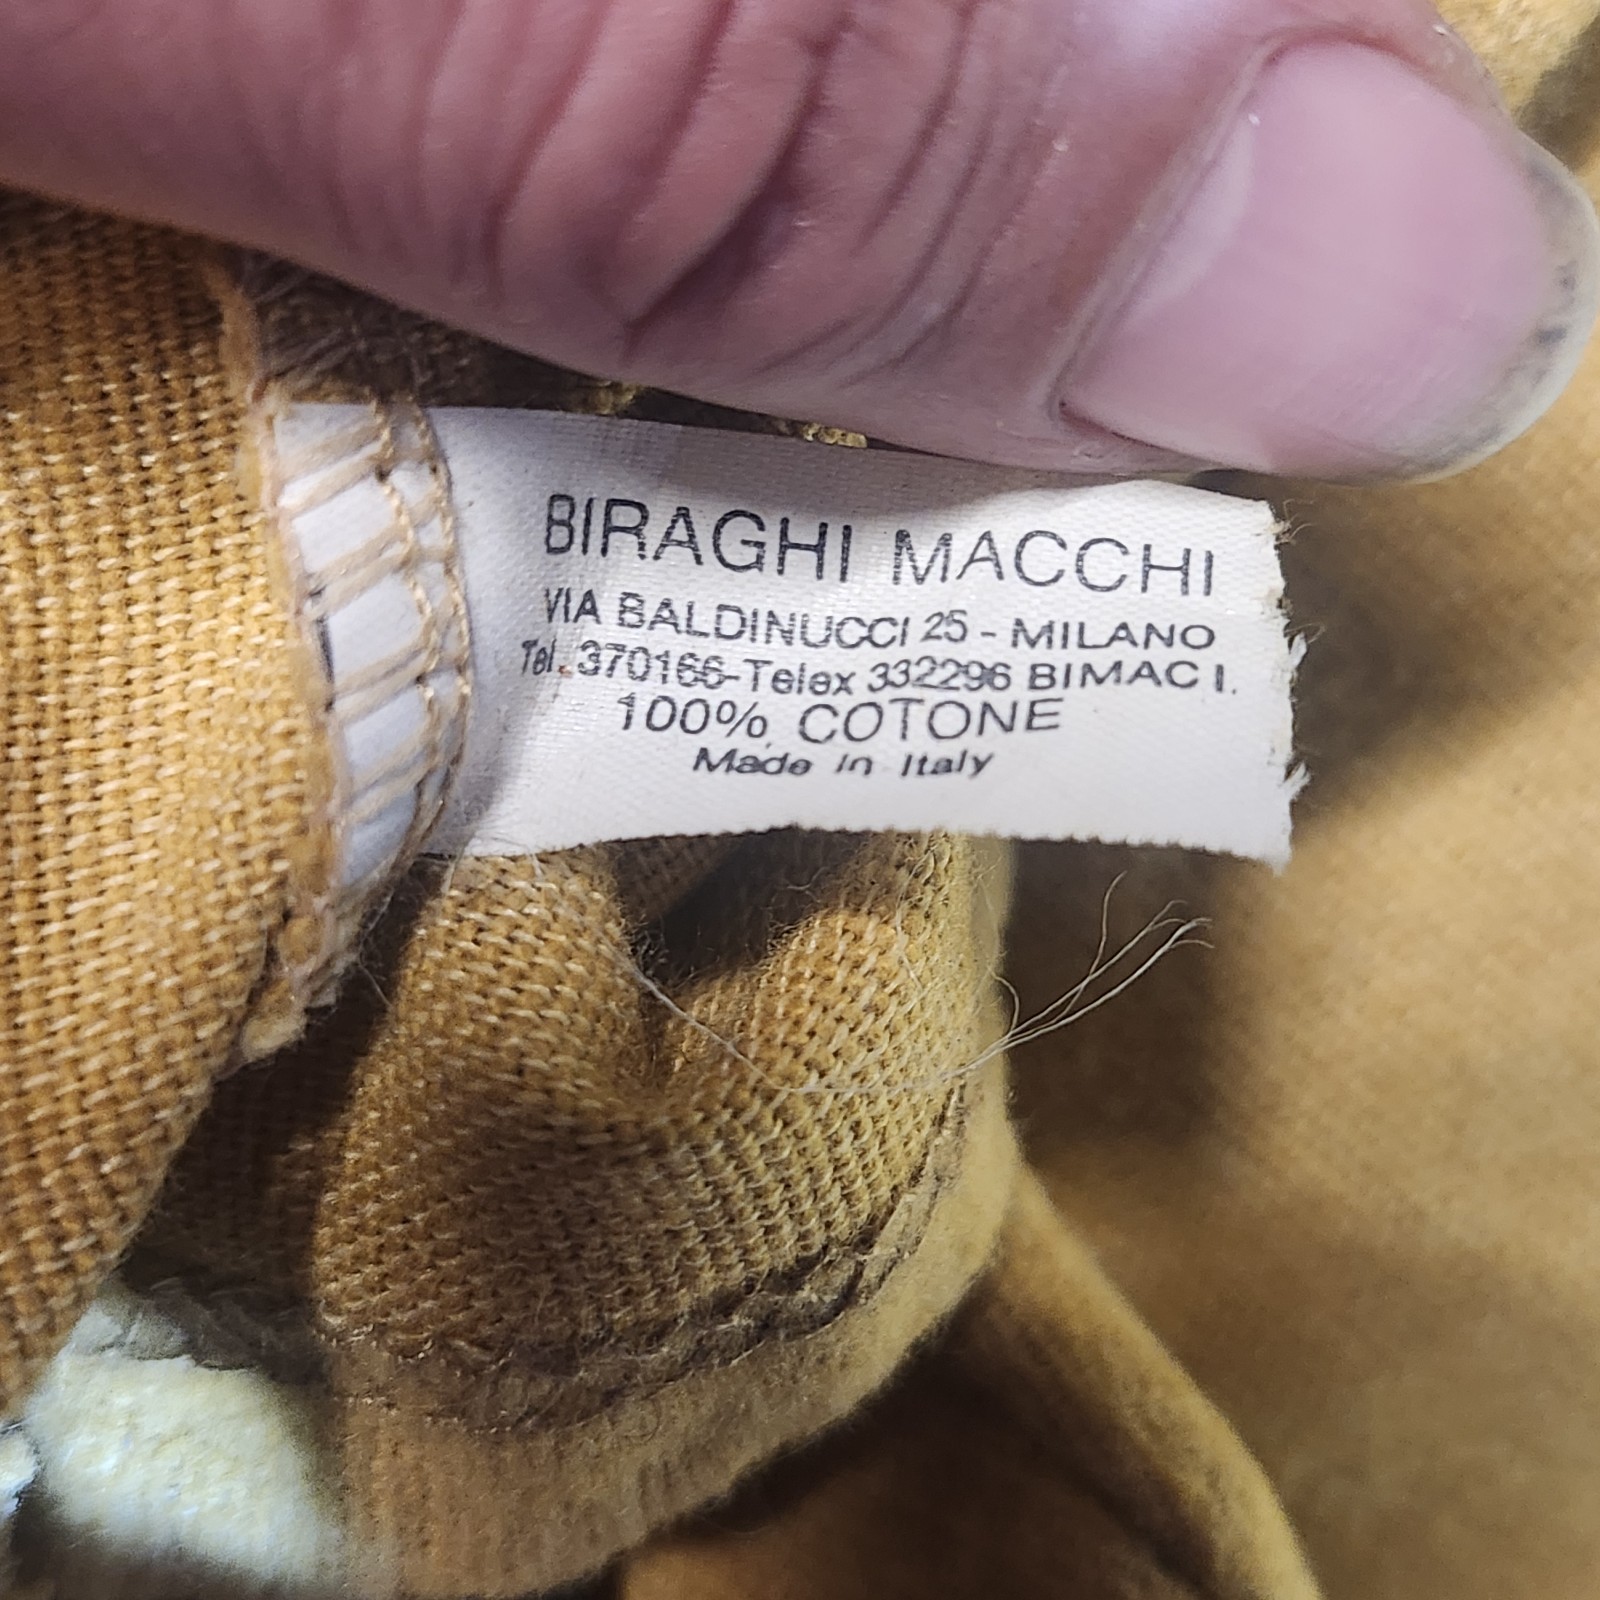 BIRAGHI MACCHI
VIA BALDINUCCI 25 - MILANO
Tel. 370166-Telex 332296 BIMAC I.
100% COTONE
Made in Italy